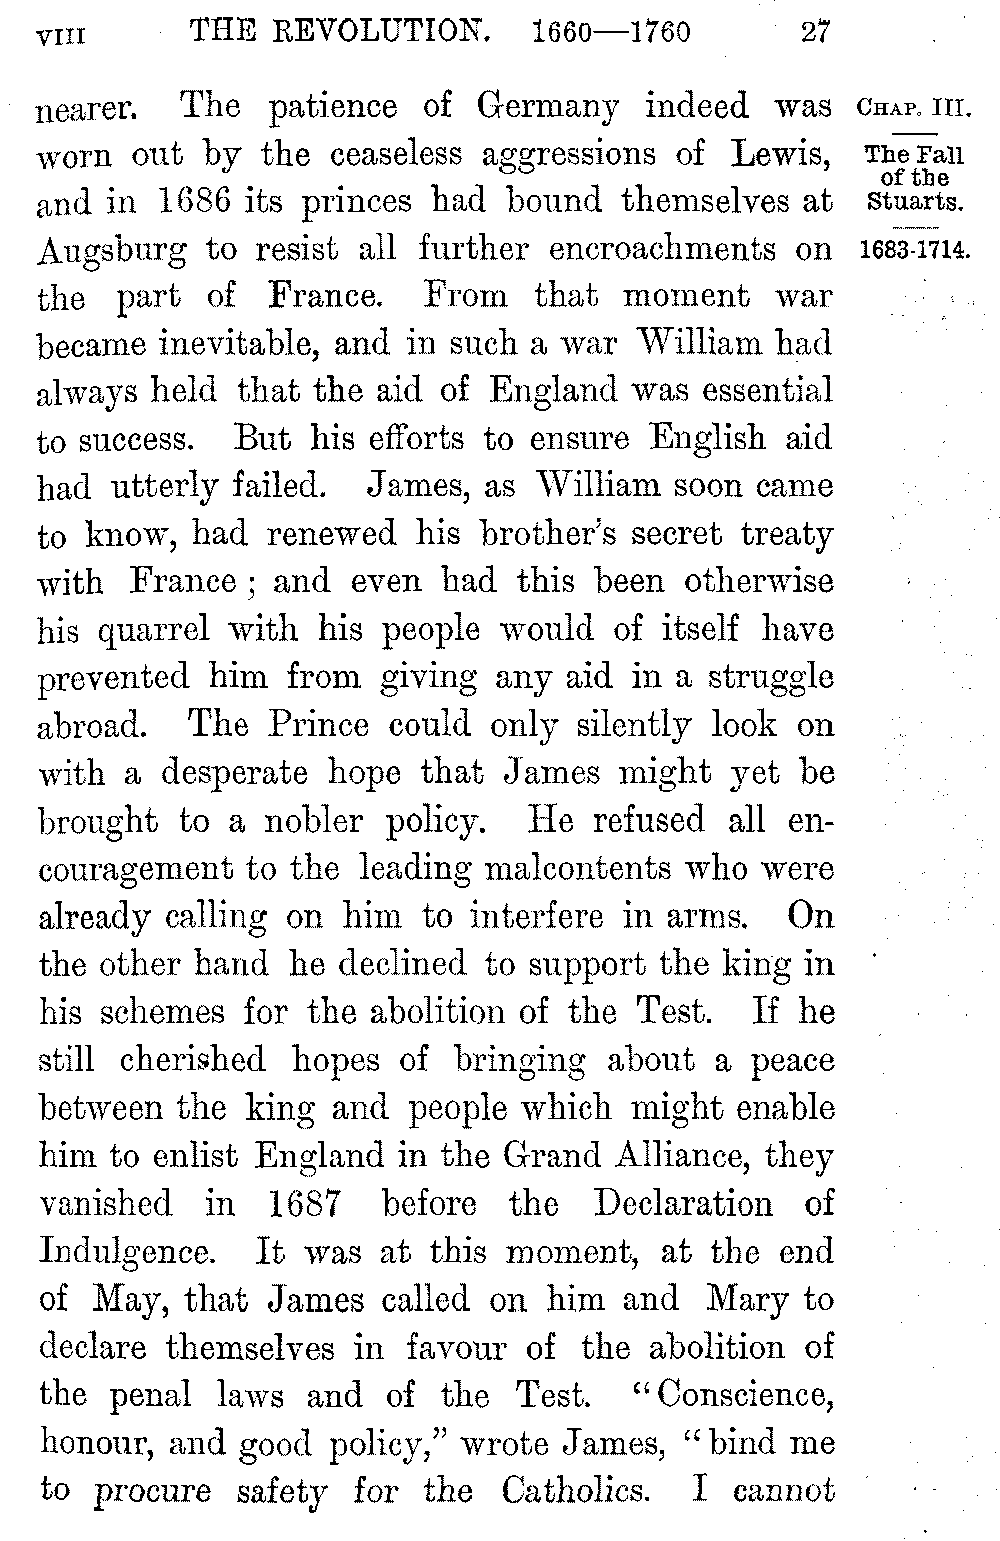 VIII THE REVOLUTION. 1660—1760 27
nearer. The patience of Germany indeed was
worn out by the ceaseless aggressions of Lewis,
and in 1686 its princes had bound themselves at
Augsburg to resist all further encroachments on
the part of France. From that moment war
became inevitable, and in such a war William had
always held that the aid of England was essential
to success. But his efforts to ensure English aid
had utterly failed. James, as William soon came
to know, had renewed his brother's secret treaty
with France ; and even had this been otherwise
his quarrel with his people would of itself have
prevented him from giving any aid in a struggle
abroad. The Prince could only silently look on
with a desperate hope that James might yet be
brought to a nobler policy. He refused all en-
couragement to the leading malcontents who were
already calling on him to interfere in arms. On
the other hand he declined to support the king in
his schemes for the abolition of the Test. If he
still cherished hopes of bringing about a peace
between the king and people which might enable
him to enlist England in the Grand Alliance, they
vanished in 1687 before the Declaration of
Indulgence. It was at this moment, at the end
of May, that James called on him and Mary to
declare themselves in favour of the abolition of
the penal laws and of the Test. "Conscience,
honour, and good policy," wrote James, "bind me
to procure safety for the Catholics. I cannot
CHAP. III.
The Fall
of the
Stuarts.
1683-1714.